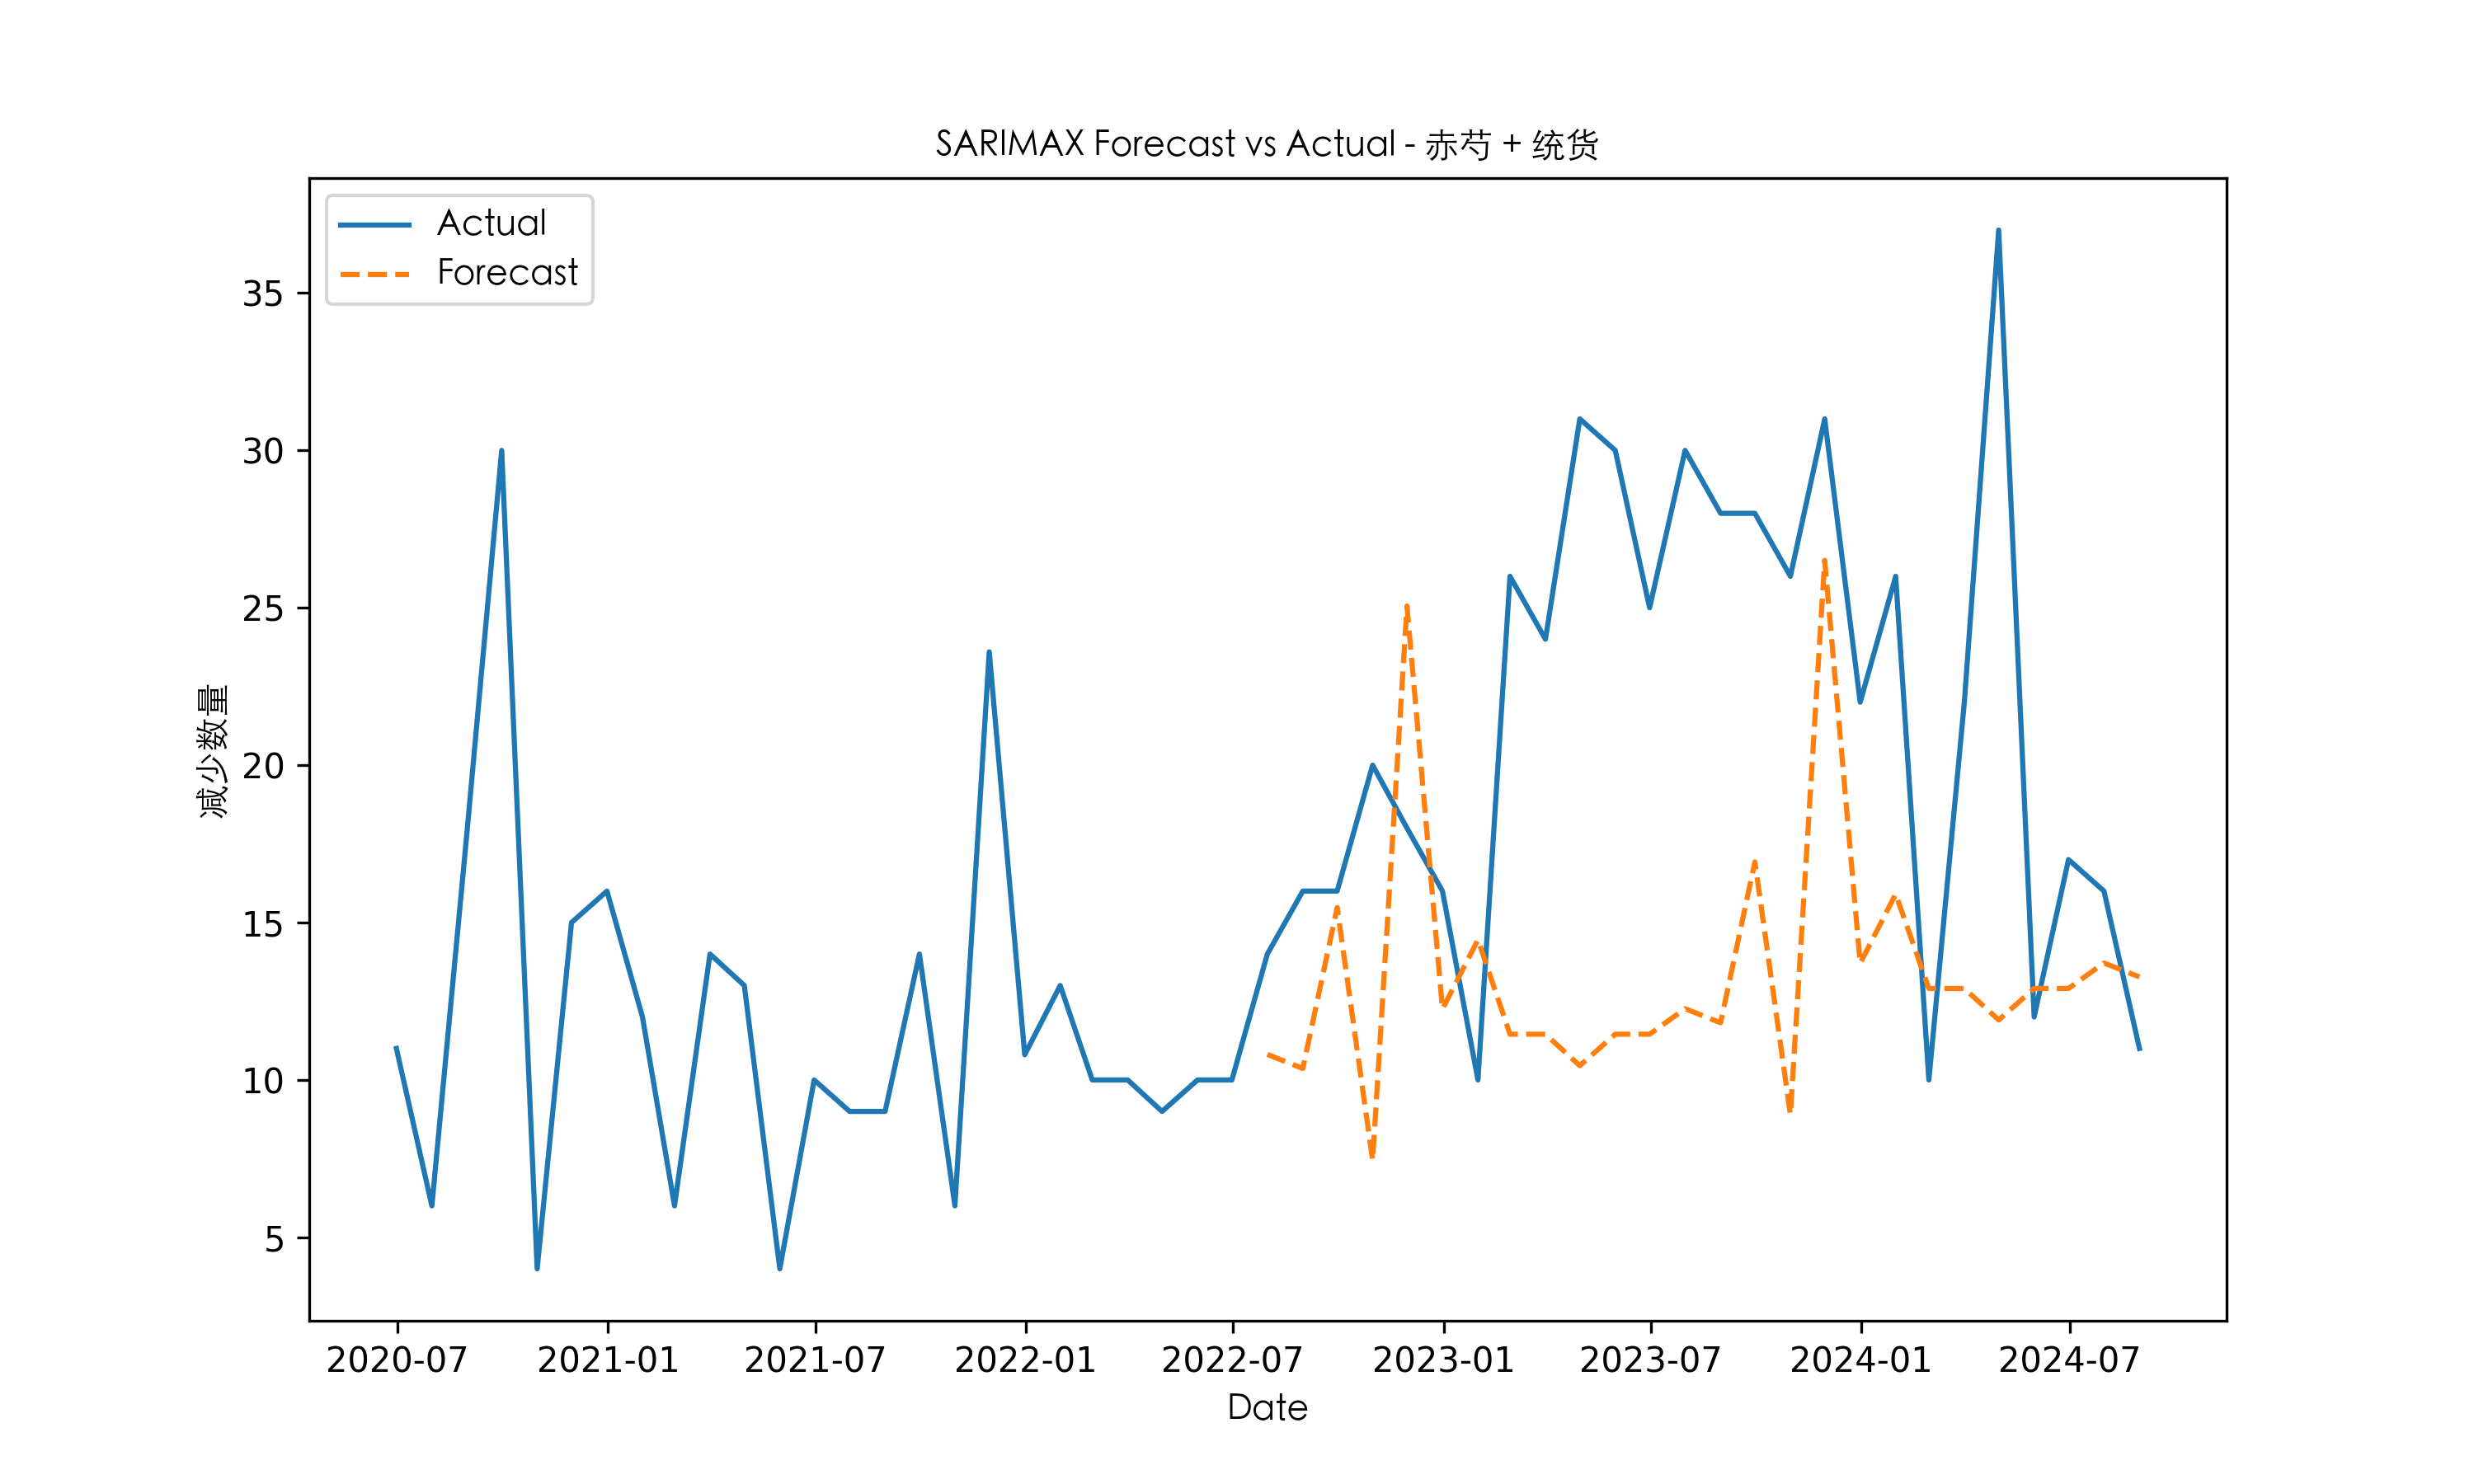 SARIMAX Forecast vs Actual - 赤芍 + 统货
Actual
Forecast
减少数量
35
30
25
20
15
10
5
2020-07 2021-01 2021-07 2022-01 2022-07 2023-01 2023-07 2024-01 2024-07
Date